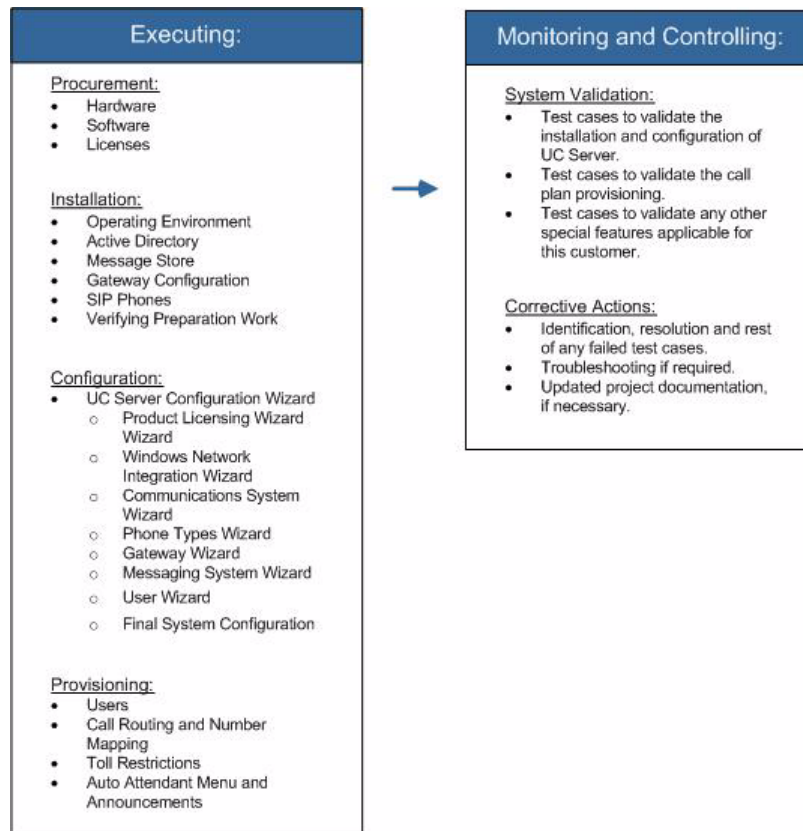 Executing:
Procurement:
• Hardware
• Software
• Licenses
Installation:
• Operating Environment
• Active Directory
• Message Store
• Gateway Configuration
• SIP Phones
• Verifying Preparation Work
Configuration:
• UC Server Configuration Wizard
o Product Licensing Wizard
Wizard
o Windows Network
Integration Wizard
o Communications System
Wizard
o Phone Types Wizard
o Gateway Wizard
o Messaging System Wizard
o User Wizard
o Final System Configuration
Provisioning:
• Users
• Call Routing and Number
Mapping
• Toll Restrictions
• Auto Attendant Menu and
Announcements
Monitoring and Controlling:
System Validation:
• Test cases to validate the
installation and configuration of
UC Server.
• Test cases to validate the call
plan provisioning.
• Test cases to validate any other
special features applicable for
this customer.
Corrective Actions:
• Identification, resolution and rest
of any failed test cases.
• Troubleshooting if required.
• Updated project documentation,
if necessary.